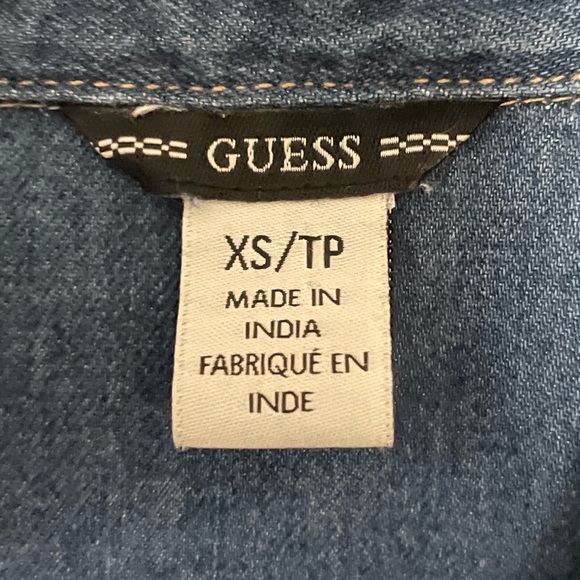 GUESS
XS/TP
MADE IN
INDIA
FABRIQUÉ EN
INDE